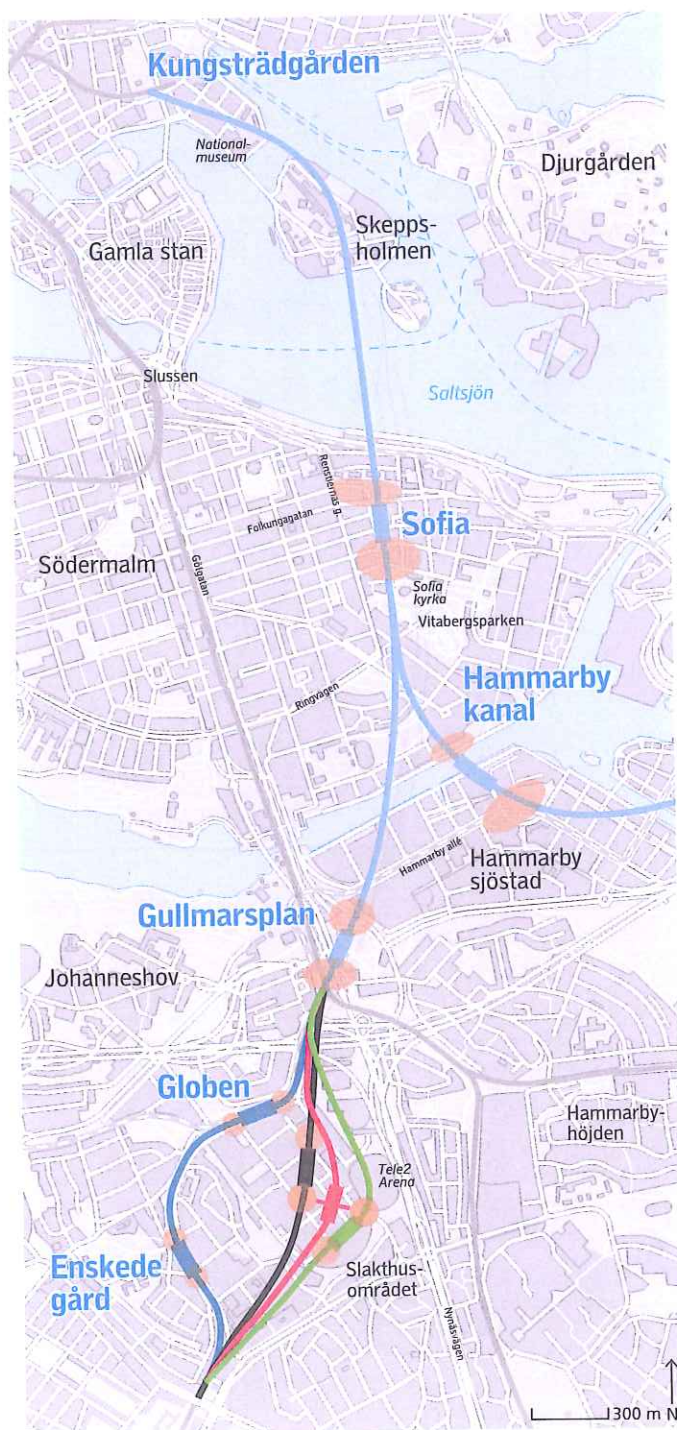 Kungsträdgården
National-
museum
Djurgården
Skepps-
holmen
Gamla stan
Slussen
Saltsjön
Renstiernas g.
Folkungagatan
Sofia
Södermalm
Götgatan
Sofia
kyrka
Vitabergsparken
Hammarby
kanal
Ringvägen
Hammarby allé
Hammarby
sjöstad
Gullmarsplan
Johanneshov
Globen
Hammarby-
höjden
Tele2
Arena
Enskede
gård
Slakthus-
området
Nynäsvägen
300 m N